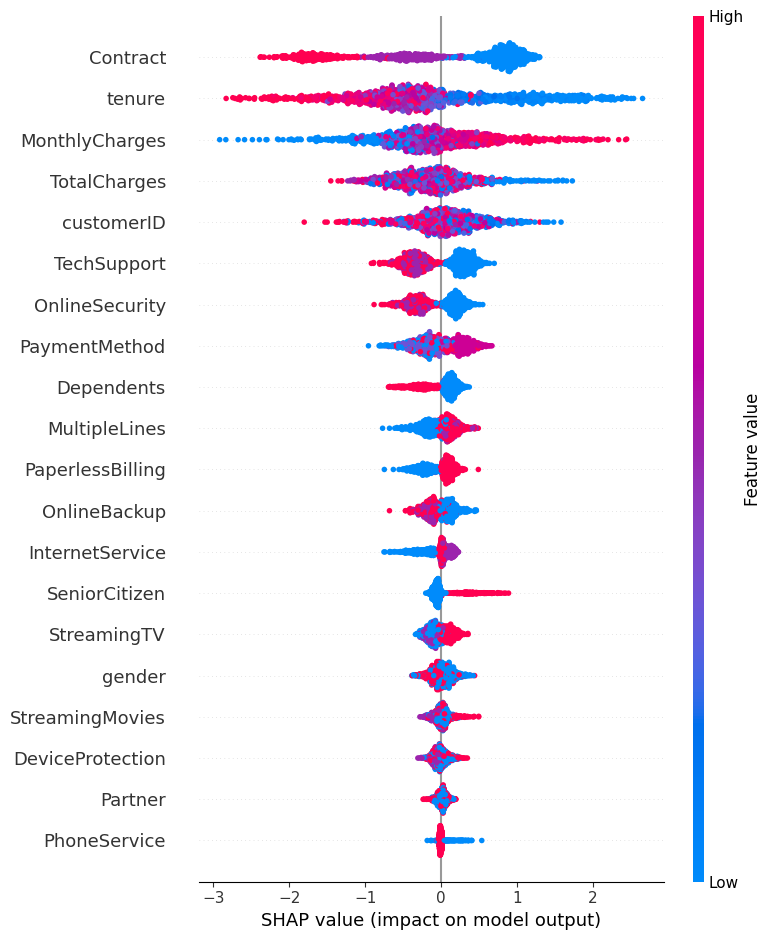 High
Contract
tenure
MonthlyCharges
TotalCharges
customerID
TechSupport
OnlineSecurity
PaymentMethod
Dependents
MultipleLines
PaperlessBilling
OnlineBackup
InternetService
SeniorCitizen
StreamingTV
gender
StreamingMovies
DeviceProtection
Partner
PhoneService
Feature value
Low
−3 −2 −1 0 1 2
SHAP value (impact on model output)